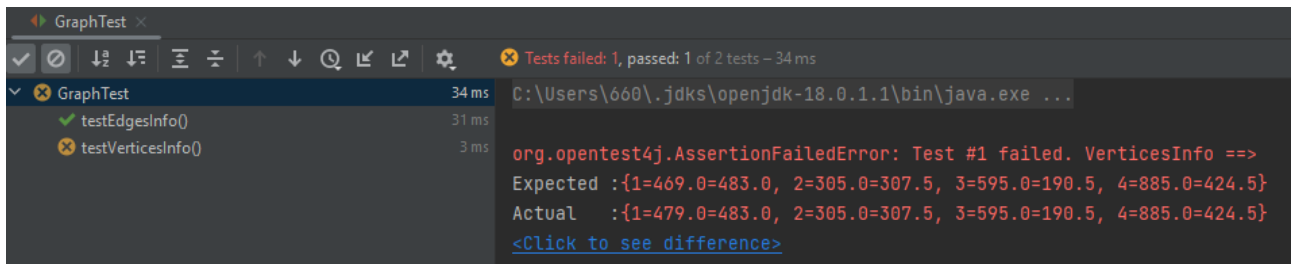 GraphTest
Tests failed: 1, passed: 1 of 2 tests – 34 ms
GraphTest 34 ms
testEdgesInfo() 31 ms
testVerticesInfo() 3 ms
C:\Users\660\.jdks\openjdk-18.0.1.1\bin\java.exe ...
org.opentest4j.AssertionFailedError: Test #1 failed. VerticesInfo ==>
Expected :{1=469.0=483.0, 2=305.0=307.5, 3=595.0=190.5, 4=885.0=424.5}
Actual   :{1=479.0=483.0, 2=305.0=307.5, 3=595.0=190.5, 4=885.0=424.5}
<Click to see difference>